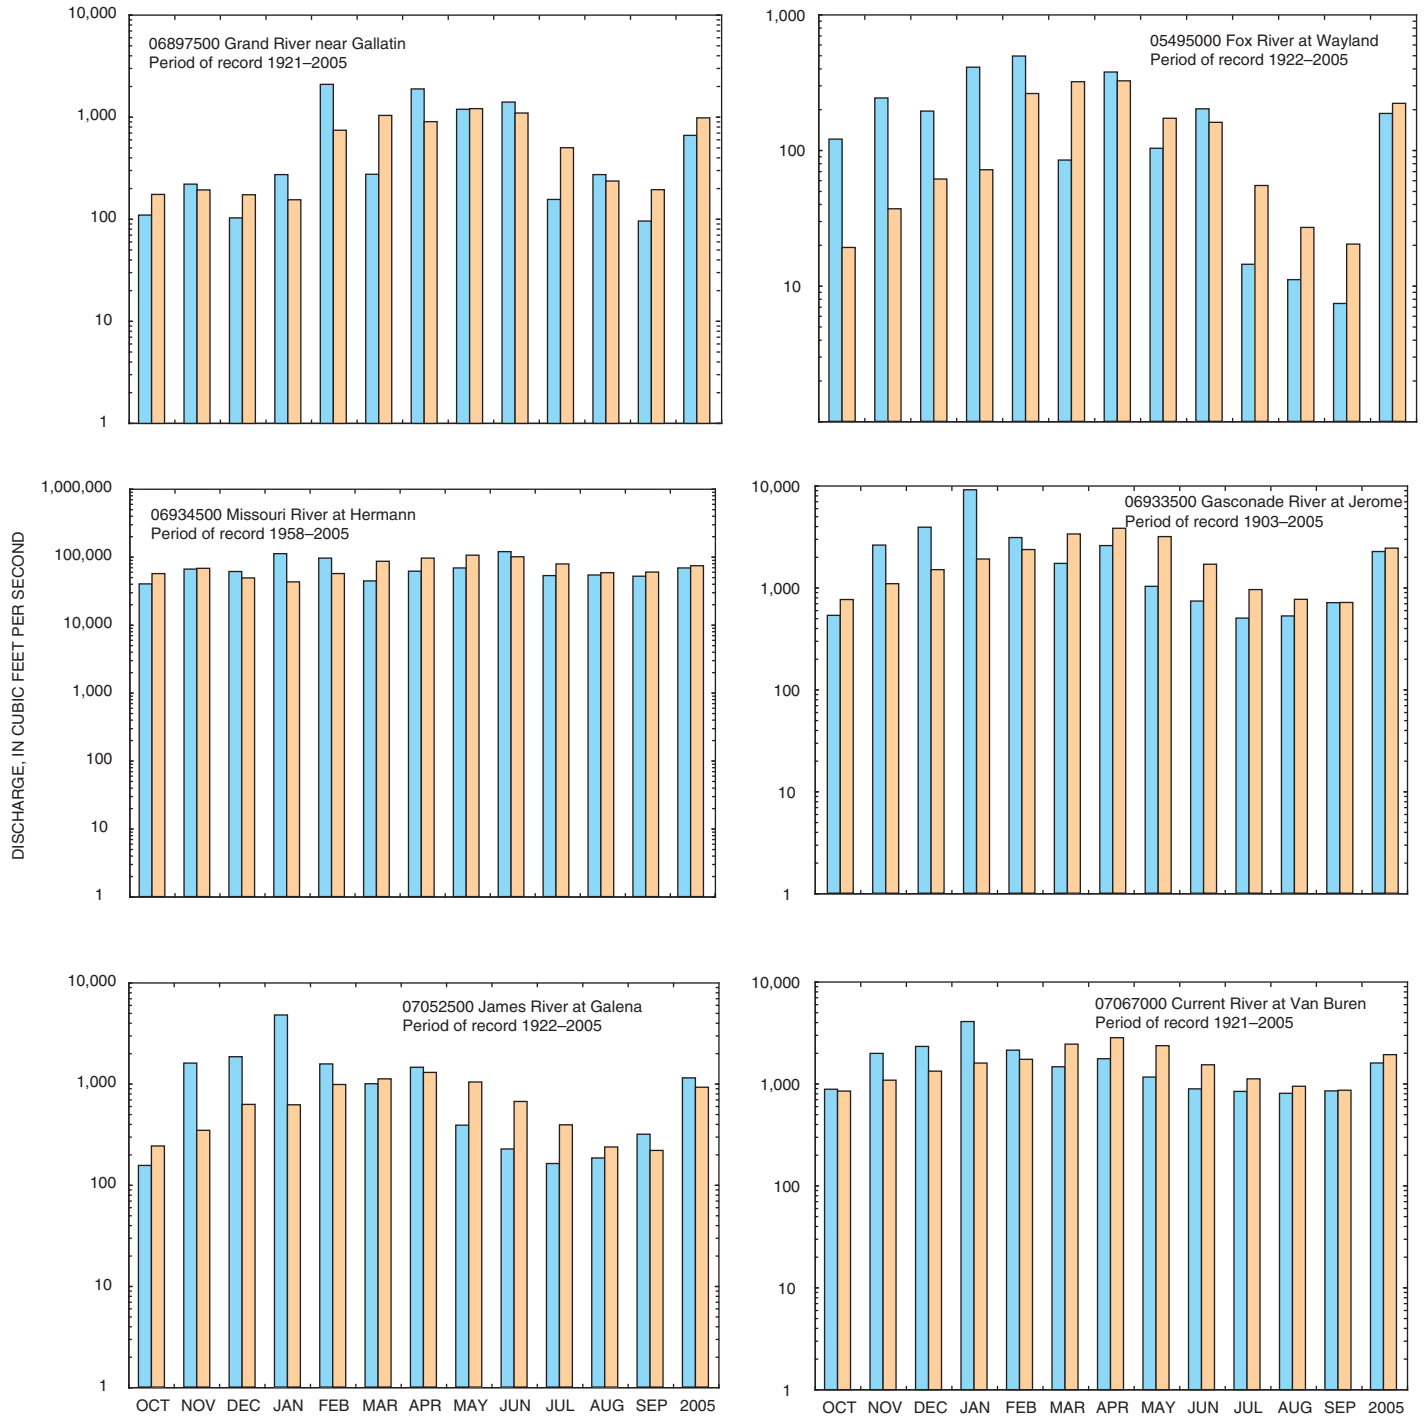 10,000
1,000
100
10
1
06897500 Grand River near Gallatin
Period of record 1921–2005
1,000
100
10
05495000 Fox River at Wayland
Period of record 1922–2005
DISCHARGE, IN CUBIC FEET PER SECOND
1,000,000
100,000
10,000
1,000
100
10
1
06934500 Missouri River at Hermann
Period of record 1958–2005
10,000
1,000
100
10
1
06933500 Gasconade River at Jerome
Period of record 1903–2005
10,000
1,000
100
10
1
07052500 James River at Galena
Period of record 1922–2005
OCT NOV DEC JAN FEB MAR APR MAY JUN JUL AUG SEP 2005
10,000
1,000
100
10
1
07067000 Current River at Van Buren
Period of record 1921–2005
OCT NOV DEC JAN FEB MAR APR MAY JUN JUL AUG SEP 2005